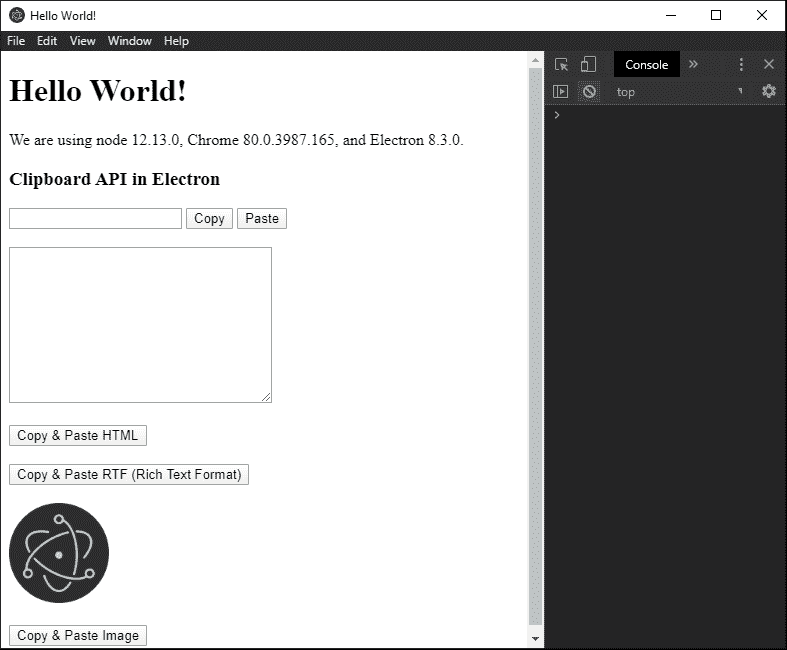 Hello World!
File Edit View Window Help
Hello World!
We are using node 12.13.0, Chrome 80.0.3987.165, and Electron 8.3.0.
Clipboard API in Electron
Copy Paste
Copy & Paste HTML
Copy & Paste RTF (Rich Text Format)
Copy & Paste Image
Console
top